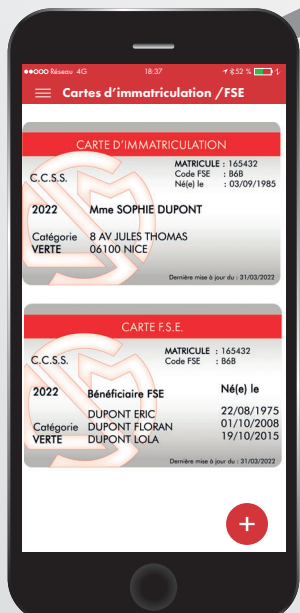 Réseau 4G 18:37 52 %
Cartes d'immatriculation /FSE
CARTE D'IMMATRICULATION
C.C.S.S.
MATRICULE : 165432
Code FSE : B6B
Né(e) le : 03/09/1985
2022 Mme SOPHIE DUPONT
Catégorie 8 AV JULES THOMAS
VERTE 06100 NICE
Dernière mise à jour du : 31/03/2022
CARTE F.S.E.
C.C.S.S.
MATRICULE : 165432
Code FSE : B6B
2022 Bénéficiaire FSE Né(e) le
DUPONT ERIC 22/08/1975
Catégorie DUPONT FLORAN 01/10/2008
VERTE DUPONT LOLA 19/10/2015
Dernière mise à jour du : 31/03/2022
+